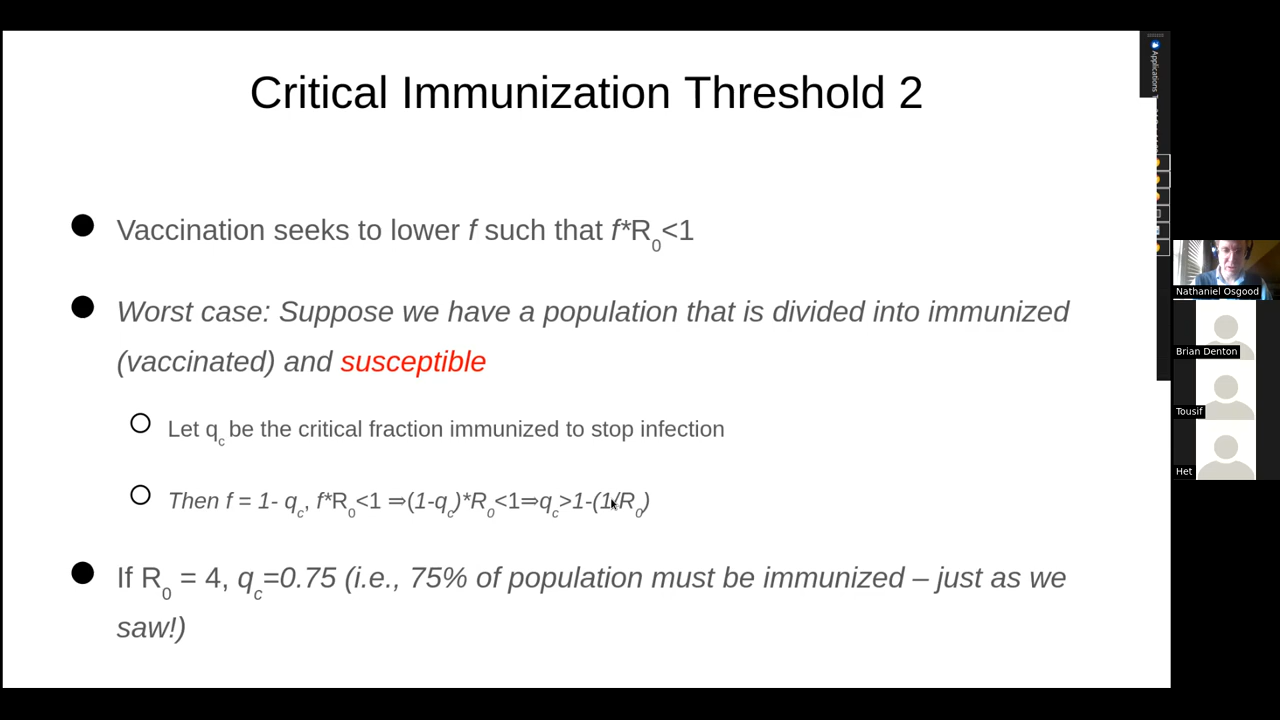 Critical Immunization Threshold 2
Vaccination seeks to lower f such that f*R0<1
Worst case: Suppose we have a population that is divided into immunized
(vaccinated) and susceptible
Let qc be the critical fraction immunized to stop infection
Then f = 1- qc, f*R0<1 ⇒(1-qc)*R0<1⇒qc>1-(1/R0)
If R0 = 4, qc=0.75 (i.e., 75% of population must be immunized – just as we
saw!)
Applications
Nathaniel Osgood
Brian Denton
Tousif
Het